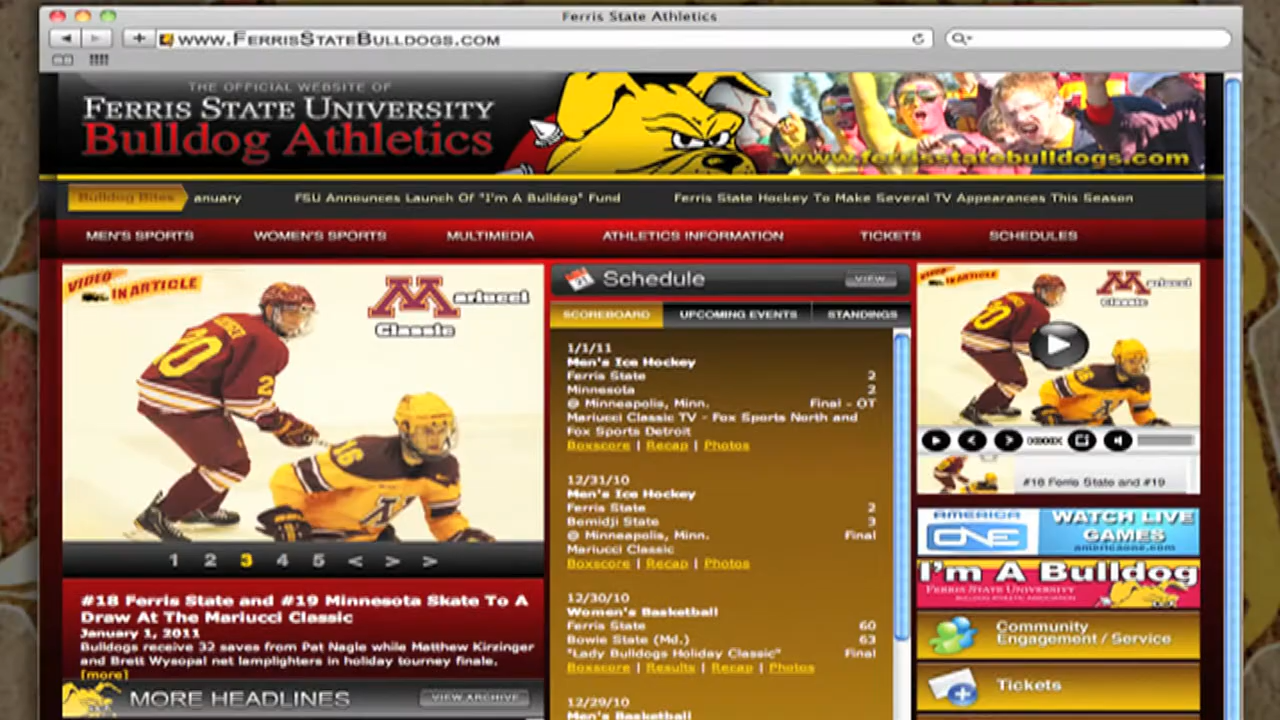 Ferris State Athletics
www.FerrisStateBulldogs.com
THE OFFICIAL WEBSITE OF
FERRIS STATE UNIVERSITY
Bulldog Athletics
www.ferrisstatebulldogs.com
Bulldog Bites
anuary
FSU Announces Launch Of "I'm A Bulldog" Fund
Ferris State Hockey To Make Several TV Appearances This Season
MEN'S SPORTS
WOMEN'S SPORTS
MULTIMEDIA
ATHLETICS INFORMATION
TICKETS
SCHEDULES
VIDEO
IN ARTICLE
M ariucci
Classic
20
2
16
1 2 3 4 5 < > >
#18 Ferris State and #19 Minnesota Skate To A
Draw At The Mariucci Classic
January 1, 2011
Bulldogs receive 32 saves from Pat Nagle while Matthew Kirzinger
and Brett Wysopal net lamplighters in holiday tourney finale.
[more]
MORE HEADLINES
VIEW ARCHIVE
Schedule
VIEW
SCOREBOARD
UPCOMING EVENTS
STANDINGS
1/1/11
Men's Ice Hockey
Ferris State 2
Minnesota 2
@ Minneapolis, Minn. Final - OT
Mariucci Classic TV - Fox Sports North and
Fox Sports Detroit
Boxscore | Recap | Photos
12/31/10
Men's Ice Hockey
Ferris State 2
Bemidji State 3
@ Minneapolis, Minn. Final
Mariucci Classic
Boxscore | Recap | Photos
12/30/10
Women's Basketball
Ferris State 60
Bowie State (Md.) 63
"Lady Bulldogs Holiday Classic" Final
Boxscore | Results | Recap | Photos
12/29/10
Men's Basketball
VIDEO
IN ARTICLE
M ariucci
Classic
20
#18 Ferris State and #19
AMERICA
ONE
WATCH LIVE
GAMES
americaone.com
I'm A Bulldog
FERRIS STATE UNIVERSITY
BULLDOG ATHLETIC ASSOCIATION
Community
Engagement / Service
Tickets